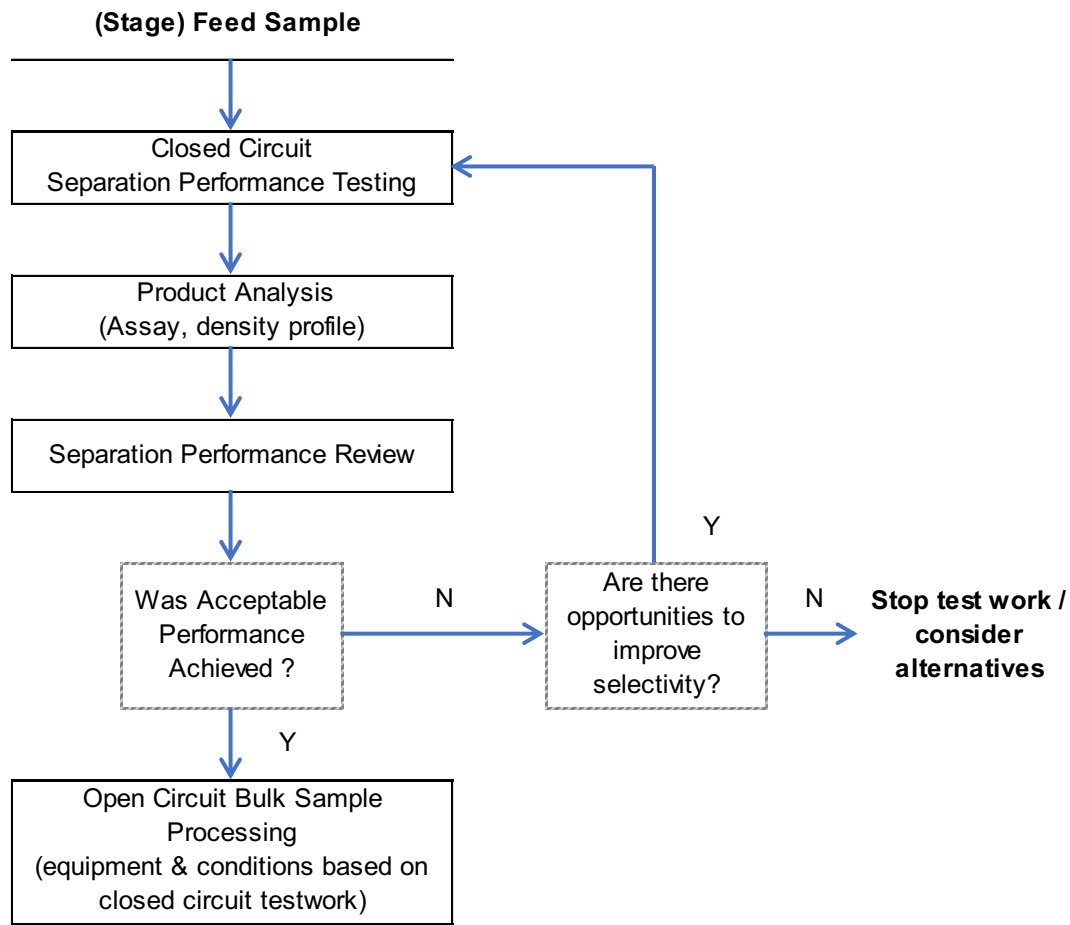 (Stage) Feed Sample
Closed Circuit
Separation Performance Testing
Product Analysis
(Assay, density profile)
Separation Performance Review
Y
Was Acceptable
Performance
Achieved ?
N
Are there
opportunities to
improve
selectivity?
N
Stop test work /
consider
alternatives
Y
Open Circuit Bulk Sample
Processing
(equipment & conditions based on
closed circuit testwork)